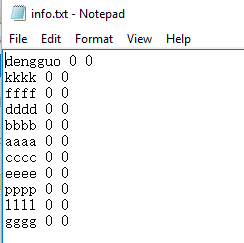 info.txt - Notepad
File Edit Format View Help
dengguo 0 0
kkkk 0 0
ffff 0 0
dddd 0 0
bbbb 0 0
aaaa 0 0
cccc 0 0
eeee 0 0
pppp 0 0
llll 0 0
gggg 0 0